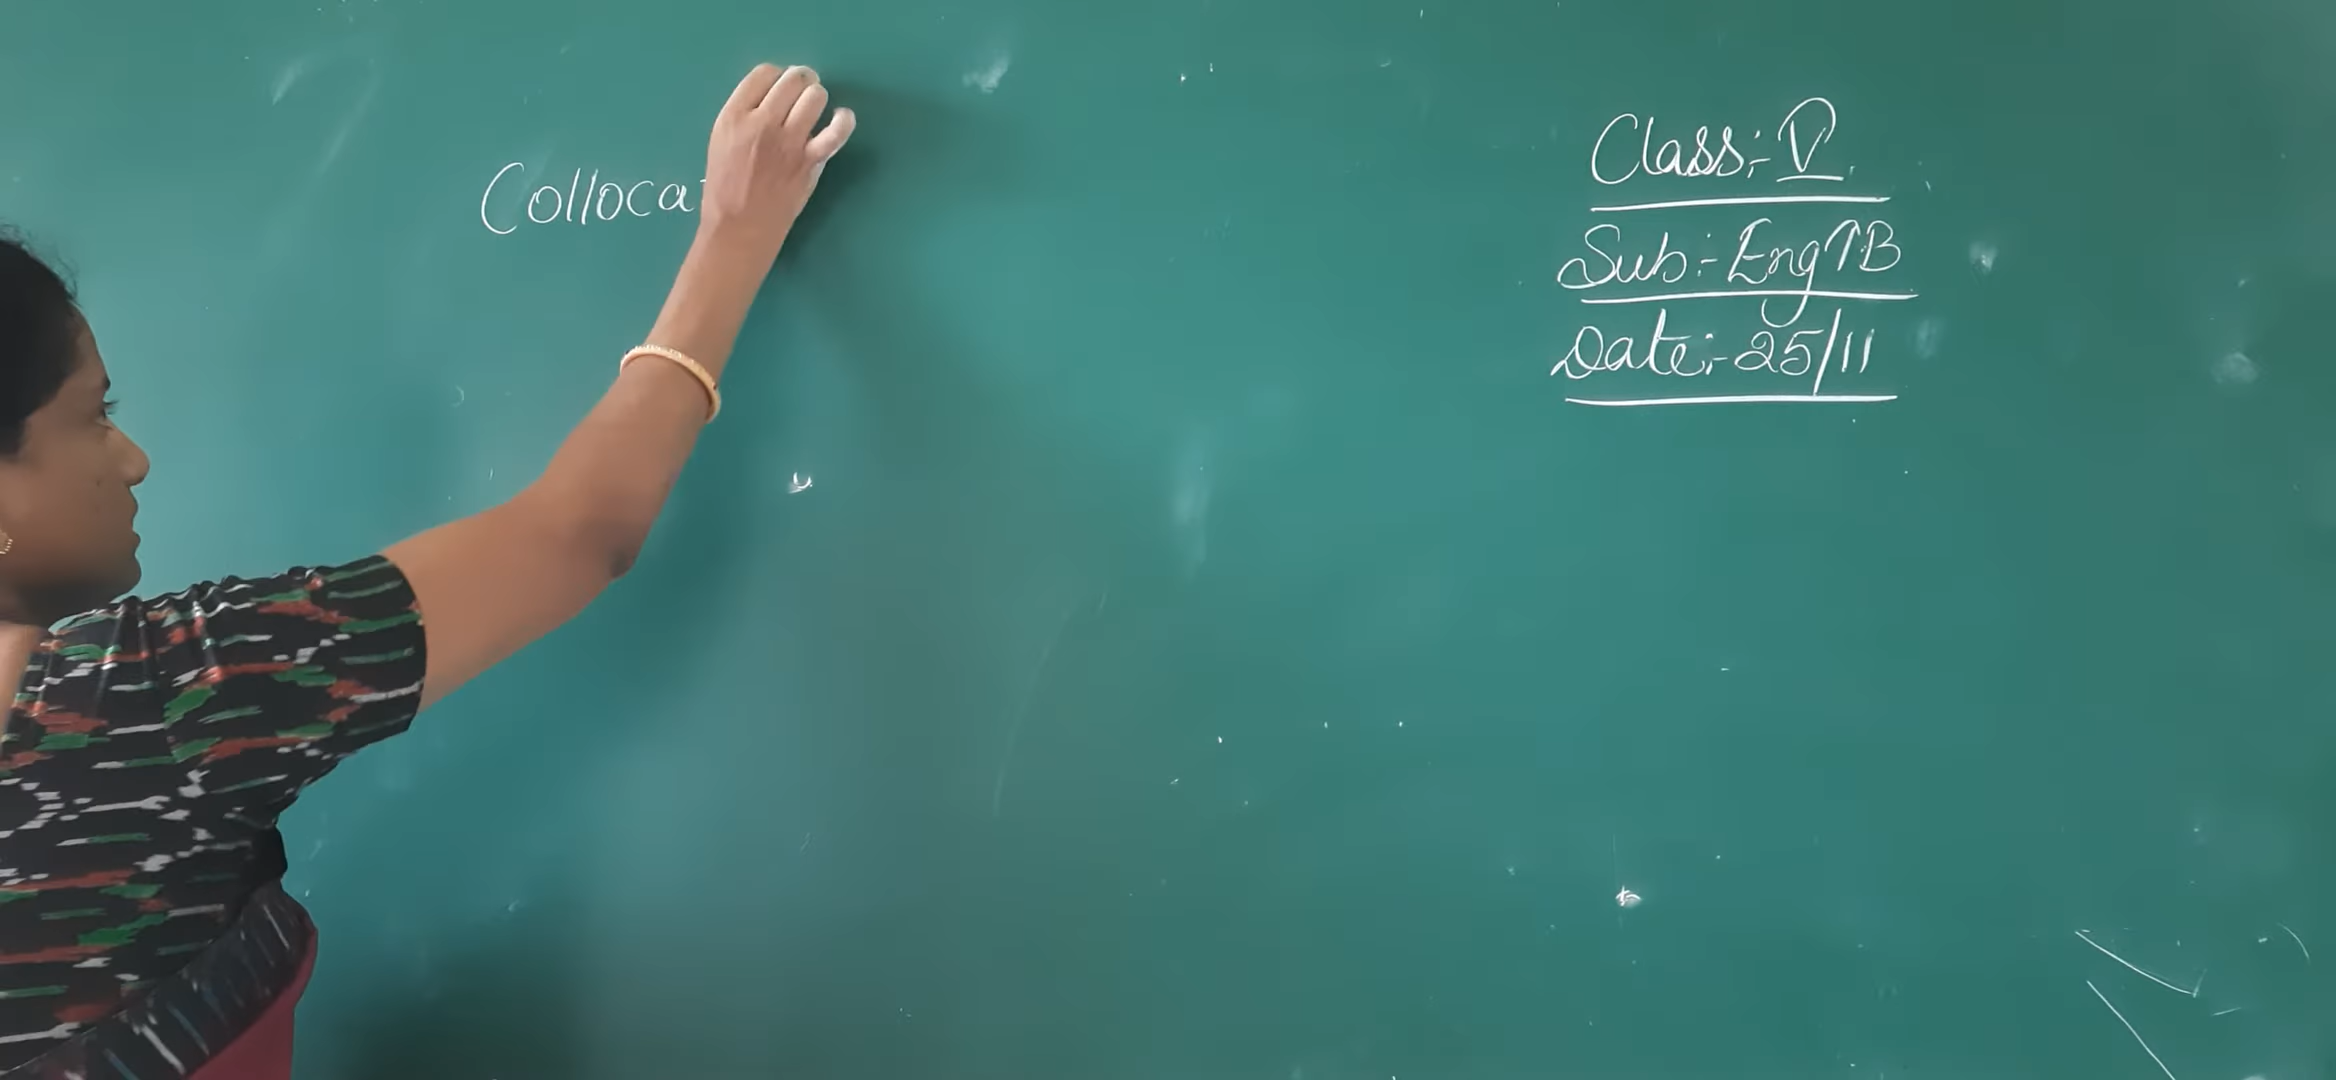 Colloca
Class:- V.
Sub:- Eng TB
Date:- 25/11